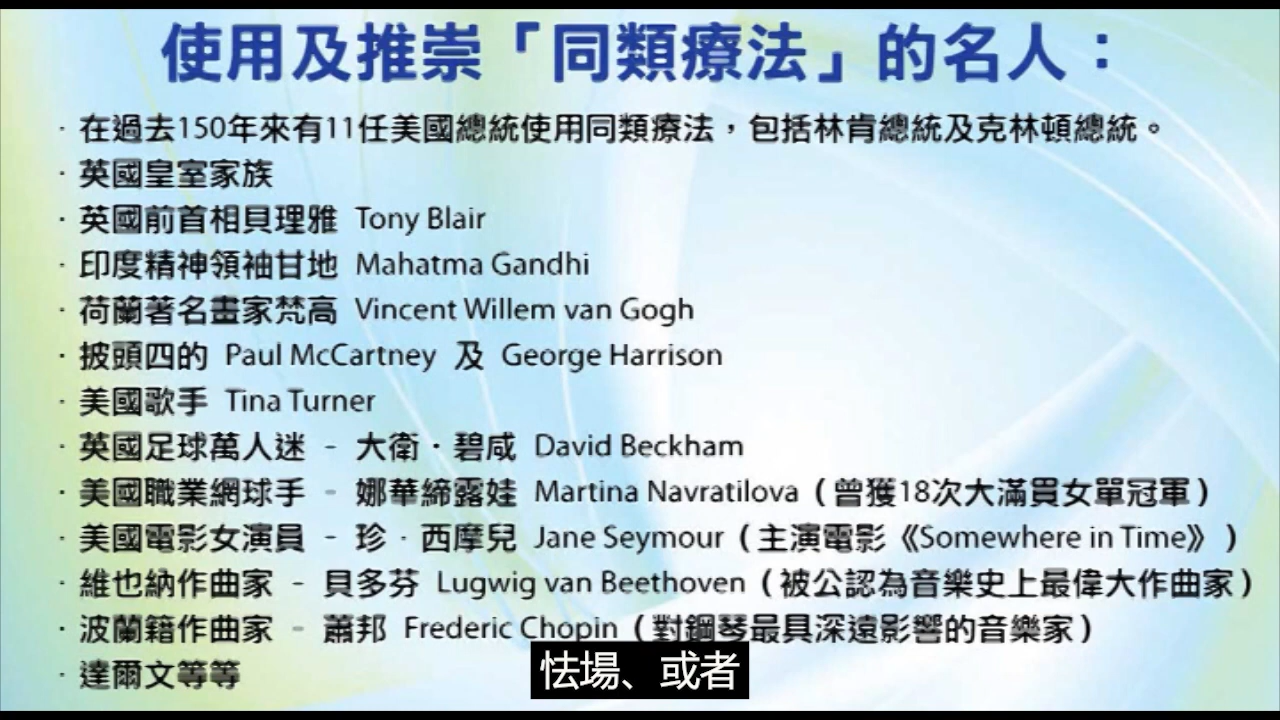 使用及推崇「同類療法」的名人：
· 在過去150年來有11任美國總統使用同類療法，包括林肯總統及克林頓總統。
· 英國皇室家族
· 英國前首相貝理雅 Tony Blair
· 印度精神領袖甘地 Mahatma Gandhi
· 荷蘭著名畫家梵高 Vincent Willem van Gogh
· 披頭四的 Paul McCartney 及 George Harrison
· 美國歌手 Tina Turner
· 英國足球萬人迷 - 大衛·碧咸 David Beckham
· 美國職業網球手 - 娜華締露娃 Martina Navratilova（曾獲18次大滿貫女單冠軍）
· 美國電影女演員 - 珍·西摩兒 Jane Seymour（主演電影《Somewhere in Time》）
· 維也納作曲家 - 貝多芬 Lugwig van Beethoven（被公認為音樂史上最偉大作曲家）
· 波蘭籍作曲家 - 蕭邦 Frederic Chopin（對鋼琴最具深遠影響的音樂家）
· 達爾文等等
怯場、或者